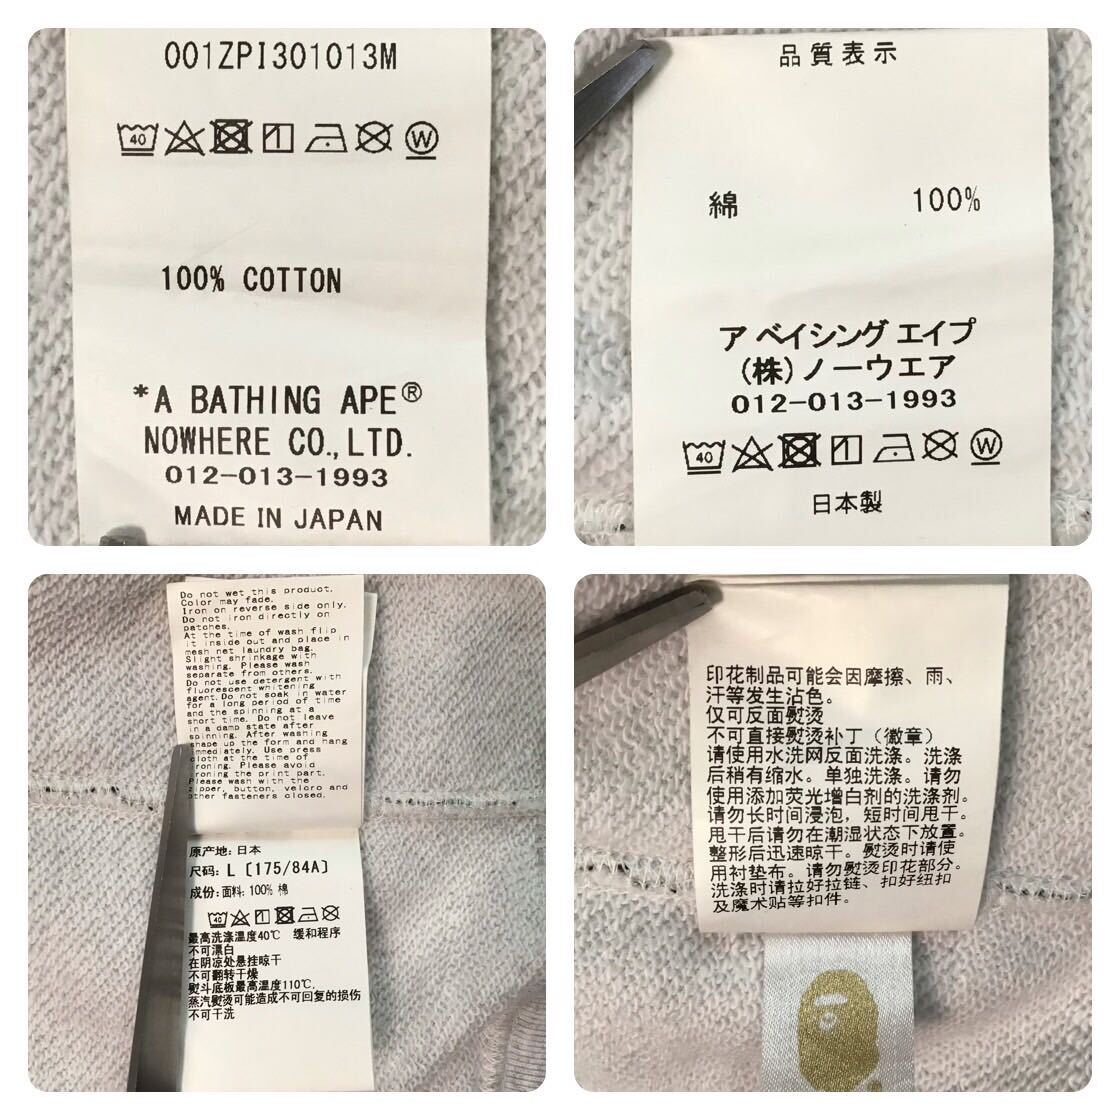 001ZPI301013M
40
W
100% COTTON
*A BATHING APE®
NOWHERE CO.,LTD.
012-013-1993
MADE IN JAPAN
品質表示
綿 100%
ア ベイシング エイプ
(株)ノーウエア
012-013-1993
40
W
日本製
Do not wet this product.
Color may fade.
Iron on reverse side only.
Do not iron directly on
patches.
At the time of wash flip
it inside out and place in
mesh net laundry bag.
Slight shrinkage with
washing. Please wash
separate from others.
Do not use detergent with
fluorescent whitening
agent.Do not soak in water
for a long period of time
and the spinning at a
short time. Do not leave
in a damp state after
spinning. After washing
shape up the form and hang
mmediately. Use press
cloth at the time of
roning. Please avoid
roning the print part.
Please wash with the
zipper, button, velcro and
other fasteners closed.
原产地: 日本
尺码: L [175/84A]
成份: 面料: 100% 棉
40
最高洗涤温度40℃ 缓和程序
不可漂白
在阴凉处悬挂晾干
不可翻转干燥
熨斗底板最高温度110℃.
蒸汽熨烫可能造成不可回复的损伤
不可干洗
印花制品可能会因摩擦、雨、
汗等发生沾色。
仅可反面熨烫
不可直接熨烫补丁（徽章）
请使用水洗网反面洗涤。洗涤
后稍有缩水。单独洗涤。请勿
使用添加荧光增白剂的洗涤剂。
请勿长时间浸泡，短时间甩干。
甩干后请勿在潮湿状态下放置。
整形后迅速晾干。熨烫时请使
用衬垫布。请勿熨烫印花部分。
洗涤时请拉好拉链、扣好纽扣
及魔术贴等扣件。